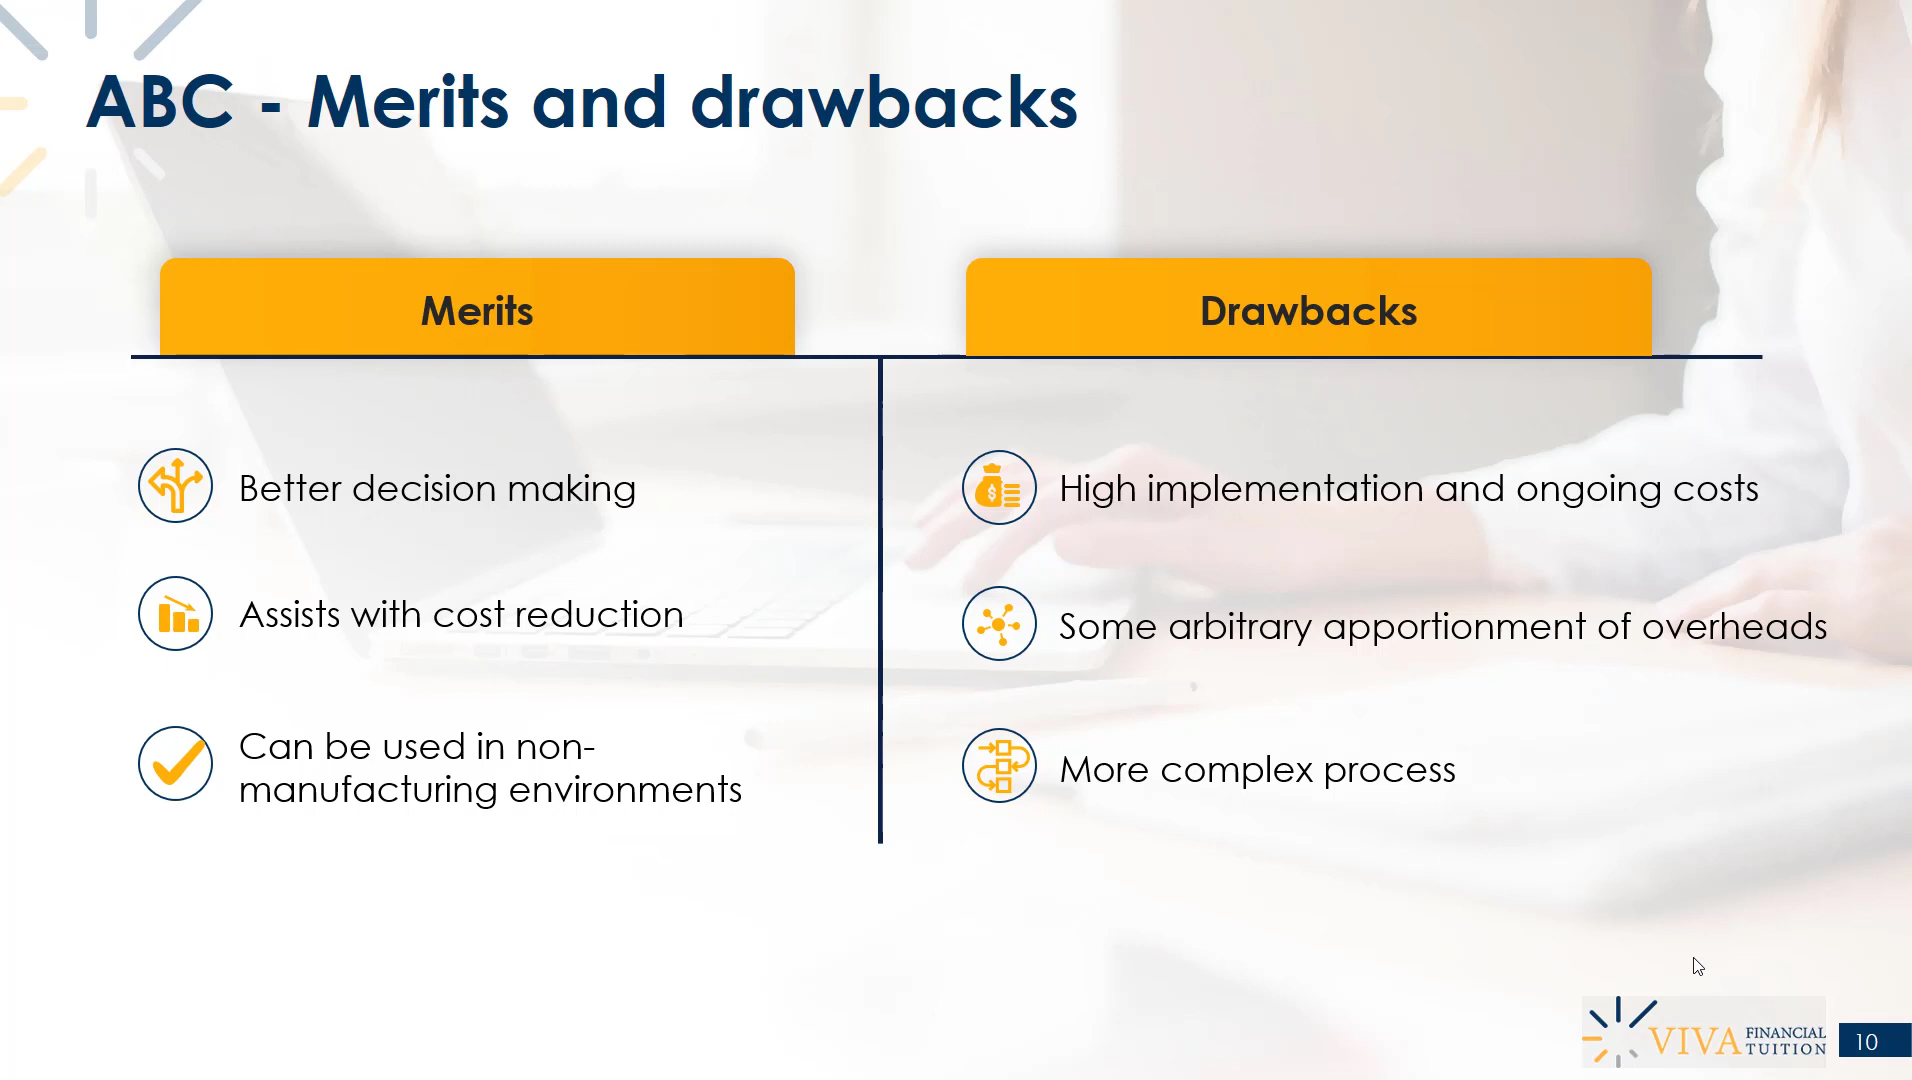 ABC - Merits and drawbacks
Merits
Better decision making
Assists with cost reduction
Can be used in non-
manufacturing environments
Drawbacks
High implementation and ongoing costs
Some arbitrary apportionment of overheads
More complex process
VIVA FINANCIAL
TUITION
10